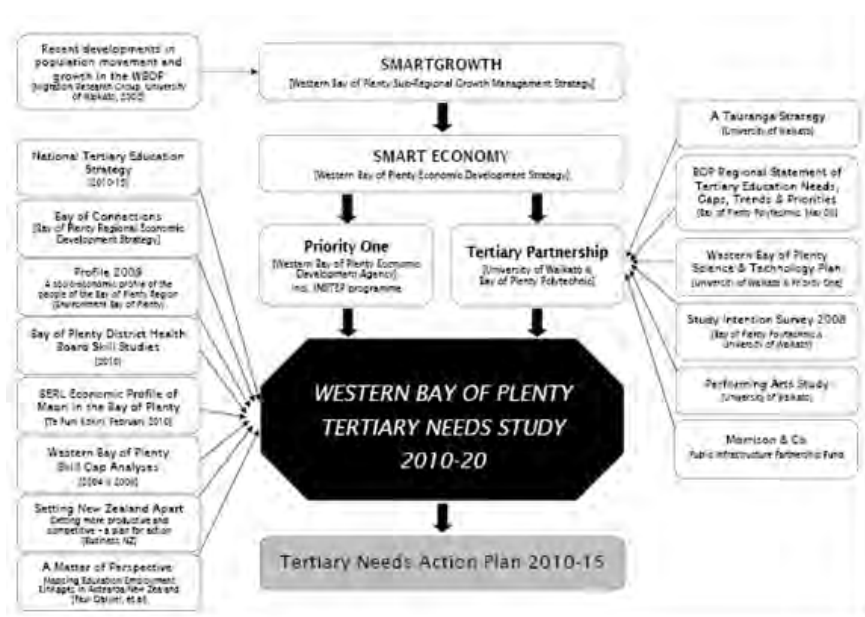 Recent developments in
population movement and
growth in the WBOP
[Migration Research Group, University
of Waikato,
SMARTGROWTH
[Western Bay of Plenty Sub-Regional Growth Management Strategy]
SMART ECONOMY
[Western Bay of Plenty Economic Development Strategy]
Priority One
[Western Bay of Plenty Economic
Development Agency]
incl. INSTEP programme
Tertiary Partnership
[University of Waikato &
Bay of Plenty Polytechnic]
National Tertiary Education
Strategy
[2010-15]
Bay of Connections
[Bay of Plenty Regional Economic
Development Strategy]
Profile
A socio-economic profile of the
people of the Bay of Plenty Region
[Environment Bay of Plenty]
Bay of Plenty District Health
Board Skill Studies
[2010]
BERL Economic Profile of
Maori in the Bay of Plenty
[Te Puni Kokiri, February 2010]
Western Bay of Plenty
Skill Gap Analyses
Setting New Zealand Apart
Getting more productive and
competitive - a plan for action
[Business NZ]
A Matter of Perspective
Mapping Education Employment
Linkages in Aotearoa/New Zealand
et al]
A Tauranga Strategy
[University of Waikato]
BOP Regional Statement of
Tertiary Education Needs,
Gaps, Trends & Priorities
[Bay of Plenty Polytechnic,
Western Bay of Plenty
Science & Technology Plan
[University of Waikato & Priority One]
Study Intention Survey 2008
[Bay of Plenty Polytechnic &
University of Waikato]
Performing Arts Study
[University of Waikato]
Morrison & Co
Public Infrastructure Partnership Fund
WESTERN BAY OF PLENTY
TERTIARY NEEDS STUDY
2010-20
Tertiary Needs Action Plan 2010-15